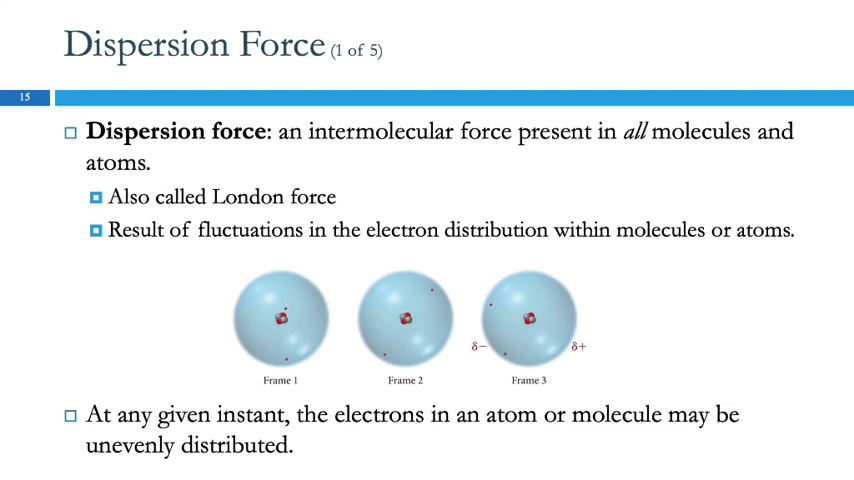 Dispersion Force (1 of 5)
15
Dispersion force: an intermolecular force present in all molecules and
atoms.
Also called London force
Result of fluctuations in the electron distribution within molecules or atoms.
δ− δ+
Frame 1 Frame 2 Frame 3
At any given instant, the electrons in an atom or molecule may be
unevenly distributed.